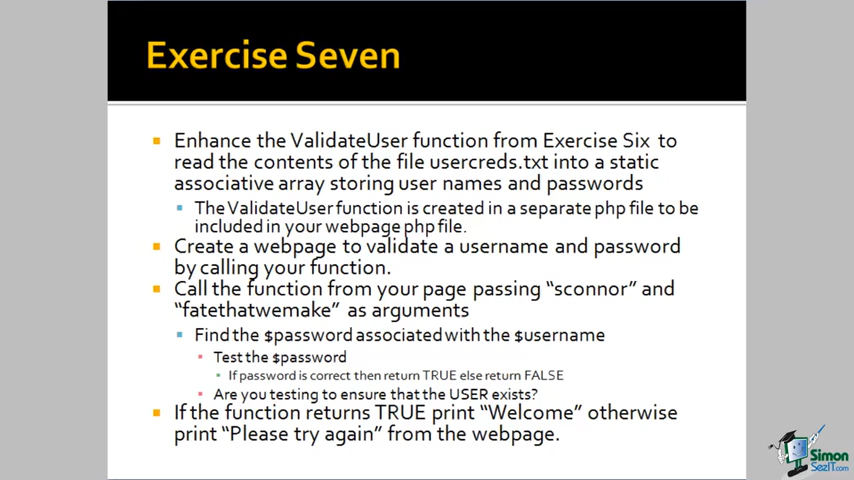 Exercise Seven
Enhance the ValidateUser function from Exercise Six to
read the contents of the file usercreds.txt into a static
associative array storing user names and passwords
The ValidateUser function is created in a separate php file to be
included in your webpage php file.
Create a webpage to validate a username and password
by calling your function.
Call the function from your page passing “sconnor” and
“fatethatwemake” as arguments
Find the $password associated with the $username
Test the $password
If password is correct then return TRUE else return FALSE
Are you testing to ensure that the USER exists?
If the function returns TRUE print “Welcome” otherwise
print “Please try again” from the webpage.
Simon
SezIT.com